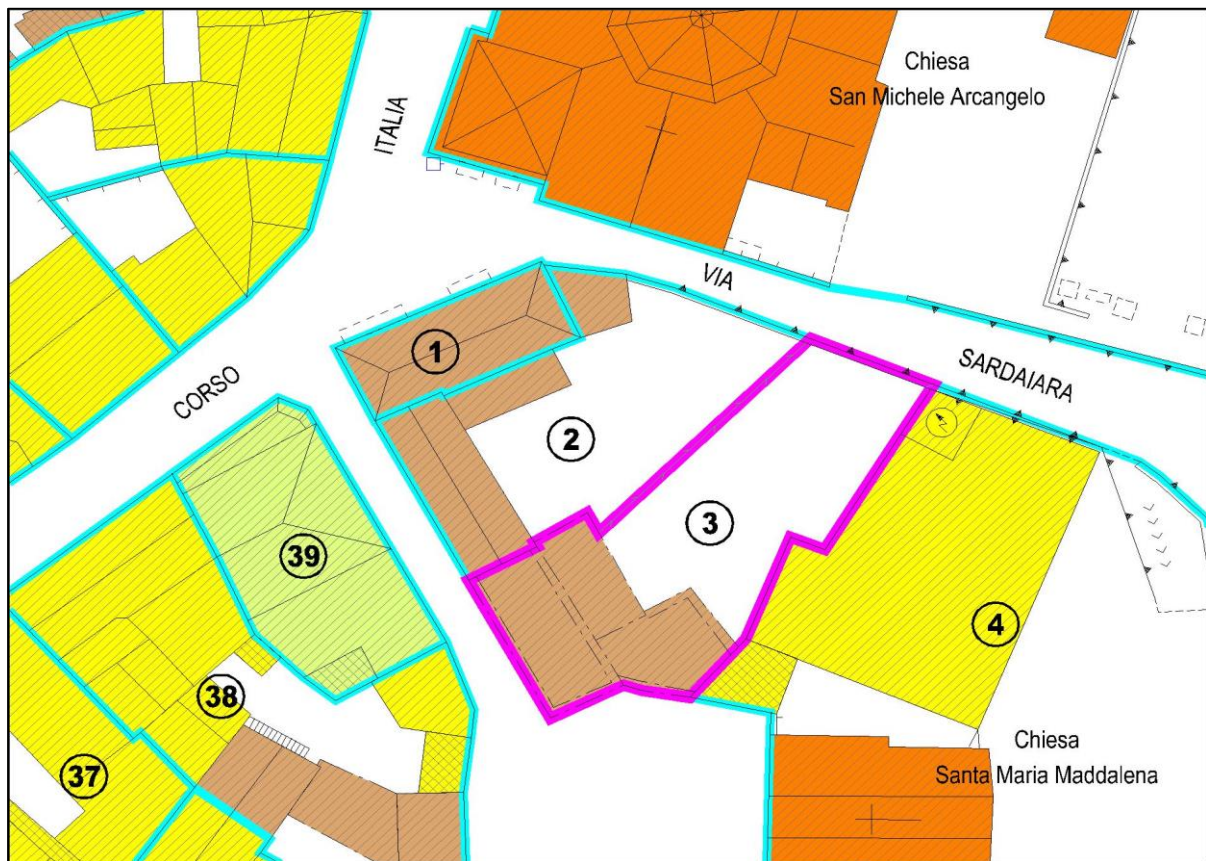 Chiesa
San Michele Arcangelo
ITALIA
VIA
SARDAIARA
CORSO
1
2
3
39
4
38
37
Chiesa
Santa Maria Maddalena